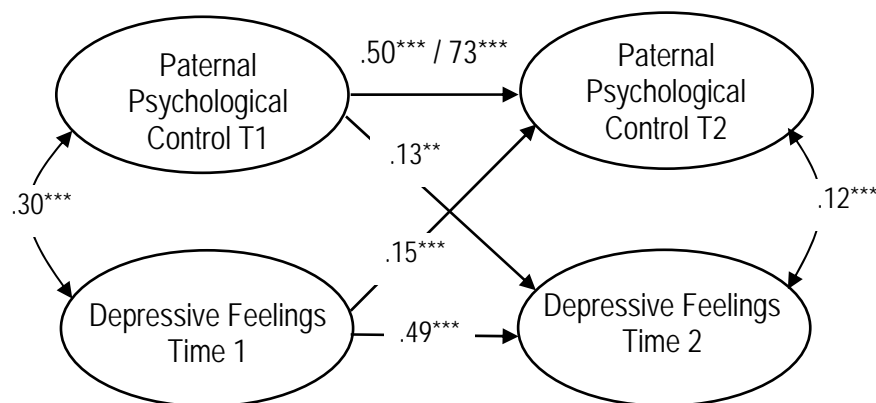 Paternal
Psychological
Control T1
.50*** / 73***
Paternal
Psychological
Control T2
.13**
.30***
.12***
.15***
Depressive Feelings
Time 1
.49***
Depressive Feelings
Time 2